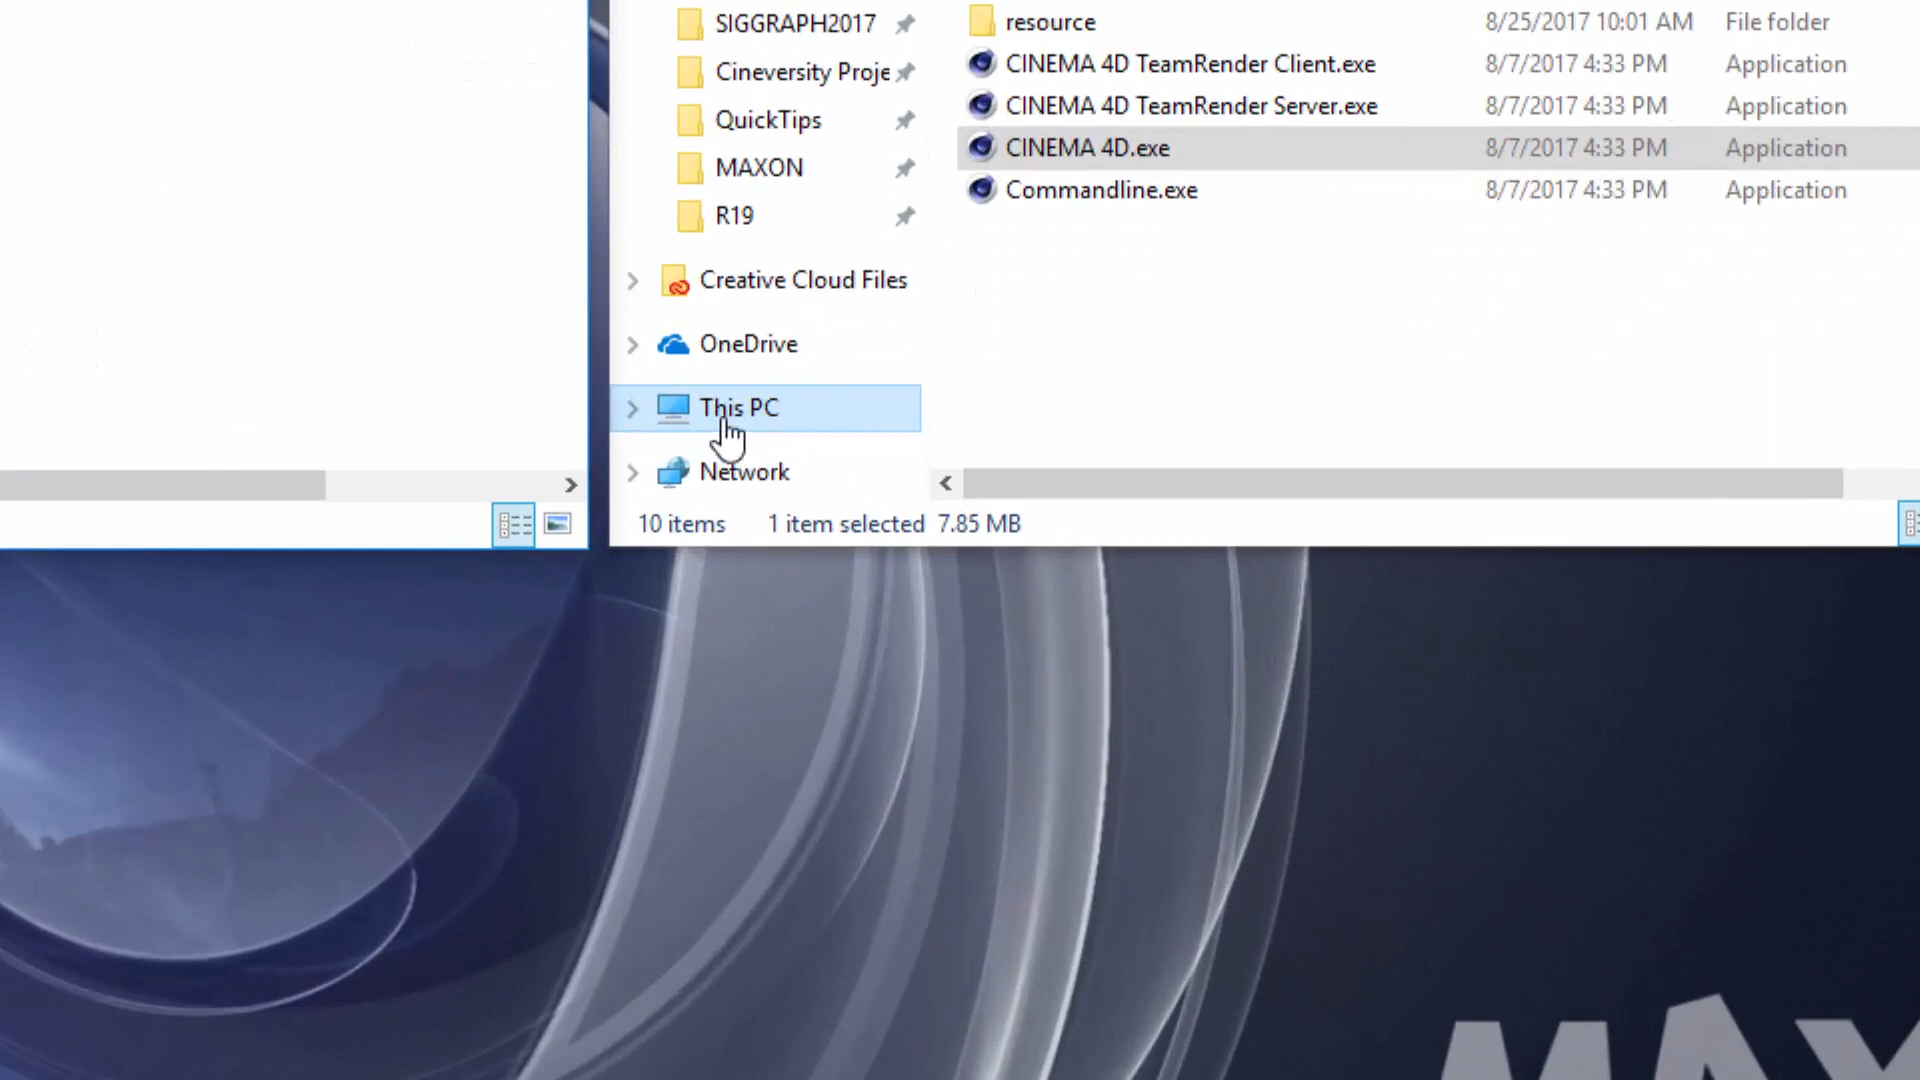 SIGGRAPH2017
Cineversity Proje
QuickTips
MAXON
R19
Creative Cloud Files
OneDrive
This PC
Network
resource 8/25/2017 10:01 AM File folder
CINEMA 4D TeamRender Client.exe 8/7/2017 4:33 PM Application
CINEMA 4D TeamRender Server.exe 8/7/2017 4:33 PM Application
CINEMA 4D.exe 8/7/2017 4:33 PM Application
Commandline.exe 8/7/2017 4:33 PM Application
10 items 1 item selected 7.85 MB
MAX